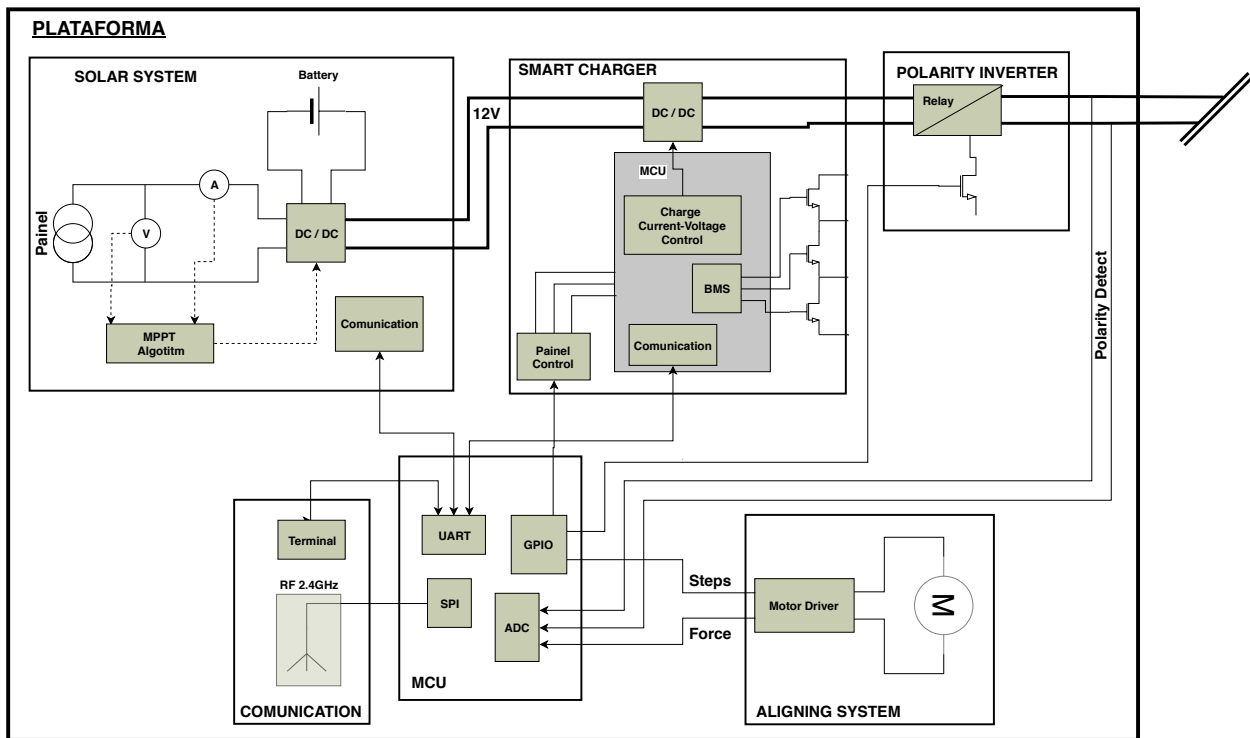 PLATAFORMA
SOLAR SYSTEM
Battery
Painel
A
V
DC / DC
MPPT
Algotitm
Comunication
12V
SMART CHARGER
DC / DC
MCU
Charge
Current-Voltage
Control
BMS
Comunication
Painel
Control
POLARITY INVERTER
Relay
Polarity Detect
COMUNICATION
Terminal
RF 2.4GHz
MCU
UART
SPI
GPIO
ADC
Steps
Force
Motor Driver
M
ALIGNING SYSTEM